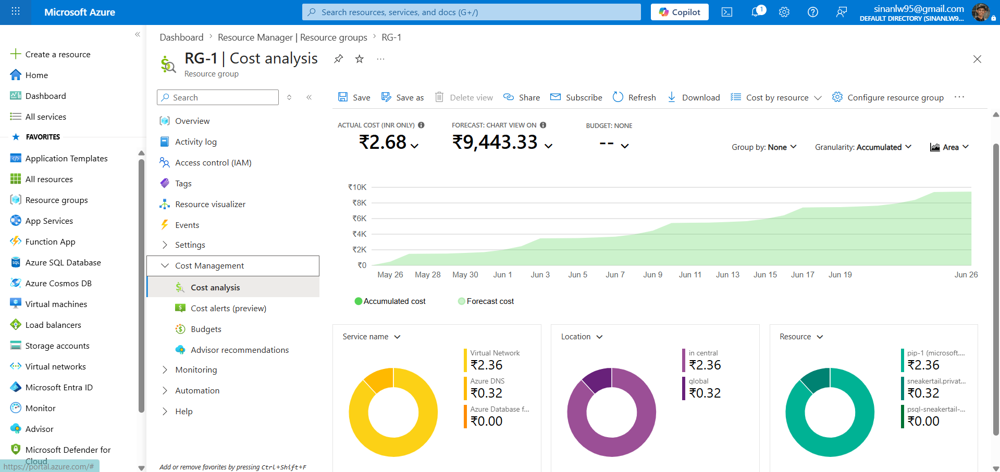 Microsoft Azure
Search resources, services, and docs (G+/)
Copilot
1
sinanlw95@gmail.com
DEFAULT DIRECTORY (SINANLW9...
Create a resource
Home
Dashboard
All services
FAVORITES
Application Templates
All resources
Resource groups
App Services
Function App
Azure SQL Database
Azure Cosmos DB
Virtual machines
Load balancers
Storage accounts
Virtual networks
Microsoft Entra ID
Monitor
Advisor
Microsoft Defender for
Cloud
https://portal.azure.com/#
Dashboard > Resource Manager | Resource groups > RG-1
RG-1 | Cost analysis
Resource group
Search
Overview
Activity log
Access control (IAM)
Tags
Resource visualizer
Events
Settings
Cost Management
Cost analysis
Cost alerts (preview)
Budgets
Advisor recommendations
Monitoring
Automation
Help
Add or remove favorites by pressing Ctrl+Shift+F
Save
Save as
Delete view
Share
Subscribe
Refresh
Download
Cost by resource
Configure resource group
ACTUAL COST (INR ONLY)
₹2.68
FORECAST: CHART VIEW ON
₹9,443.33
BUDGET: NONE
--
Group by: None
Granularity: Accumulated
Area
₹10K
₹8K
₹6K
₹4K
₹2K
₹0
May 26 May 28 May 30 Jun 1 Jun 3 Jun 5 Jun 7 Jun 9 Jun 11 Jun 13 Jun 15 Jun 17 Jun 19 Jun 26
Accumulated cost
Forecast cost
Service name
Virtual Network
₹2.36
Azure DNS
₹0.32
Azure Database f...
₹0.00
Location
in central
₹2.36
global
₹0.32
Resource
pip-1 (microsoft....
₹2.36
sneakertail.privat...
₹0.32
psql-sneakertail-...
₹0.00